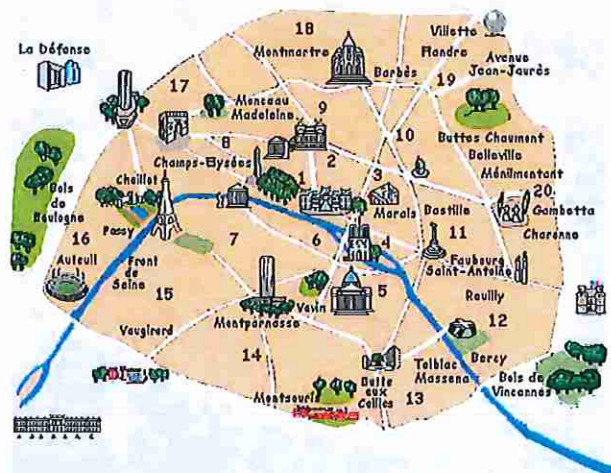 18
Villette
La Défense
Montmartre
Flandre
Avenue
Jean-Jaurès
Barbès
17
19
Monceau
Madeleine
9
10
Buttes Chaumont
8
2
Belleville
Champs-Elysées
Ménilmontant
1
3
20
Chaillot
Marais
Bastille
Gambetta
Bois
de
Boulogne
Charonne
Passy
16
7
6
4
11
Faubourg
Saint-Antoine
Auteuil
Front
de
Seine
5
Reuilly
15
Vavin
12
Vaugirard
Montparnasse
Bercy
14
Tolbiac
Massena
Bois de
Vincennes
Butte
aux
Cailles
Montsouris
13